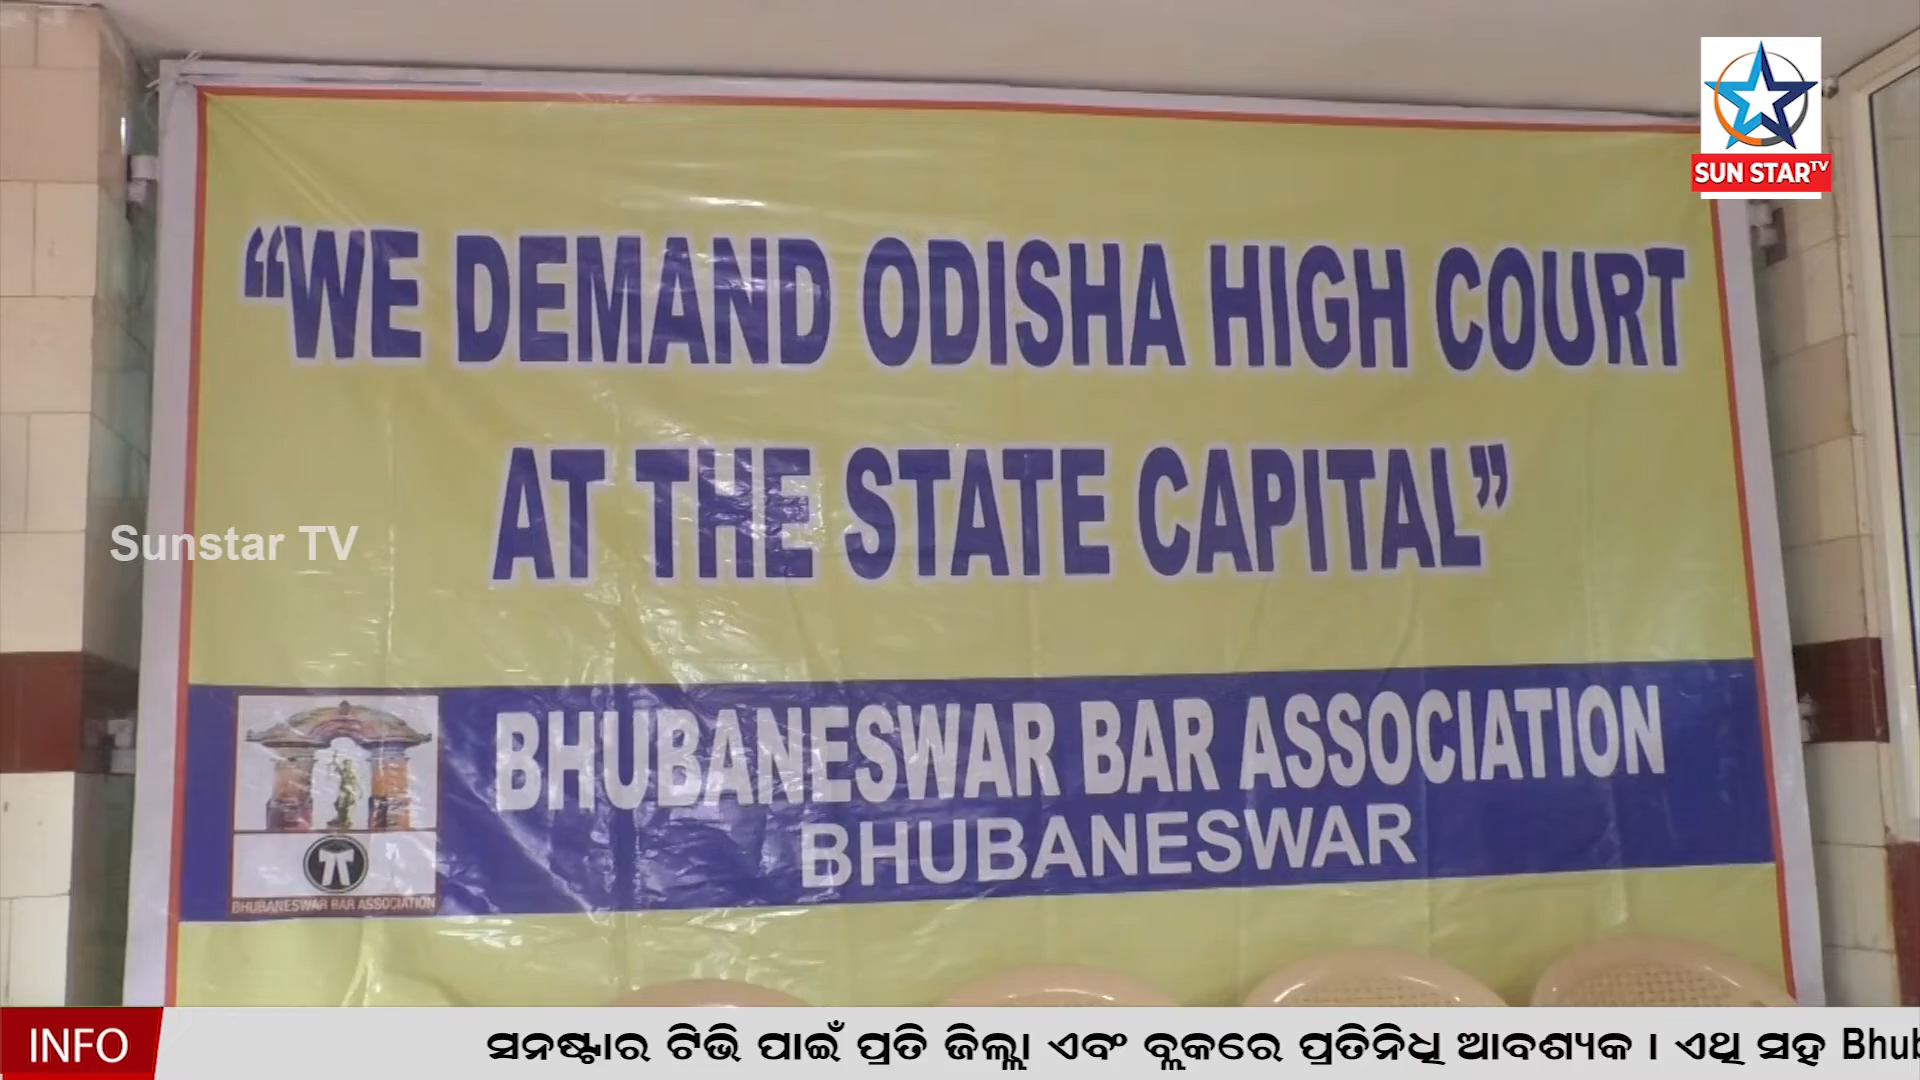 SUN STAR TV
“WE DEMAND ODISHA HIGH COURT
AT THE STATE CAPITAL”
Sunstar TV
BHUBANESWAR BAR ASSOCIATION
BHUBANESWAR
BHUBANESWAR BAR ASSOCIATION
INFO
ସନଷ୍ଟାର ଟିଭି ପାଇଁ ପ୍ରତି ଜିଲ୍ଲା ଏବଂ ବ୍ଲକରେ ପ୍ରତିନିଧି ଆବଶ୍ୟକ । ଏଥି ସହ